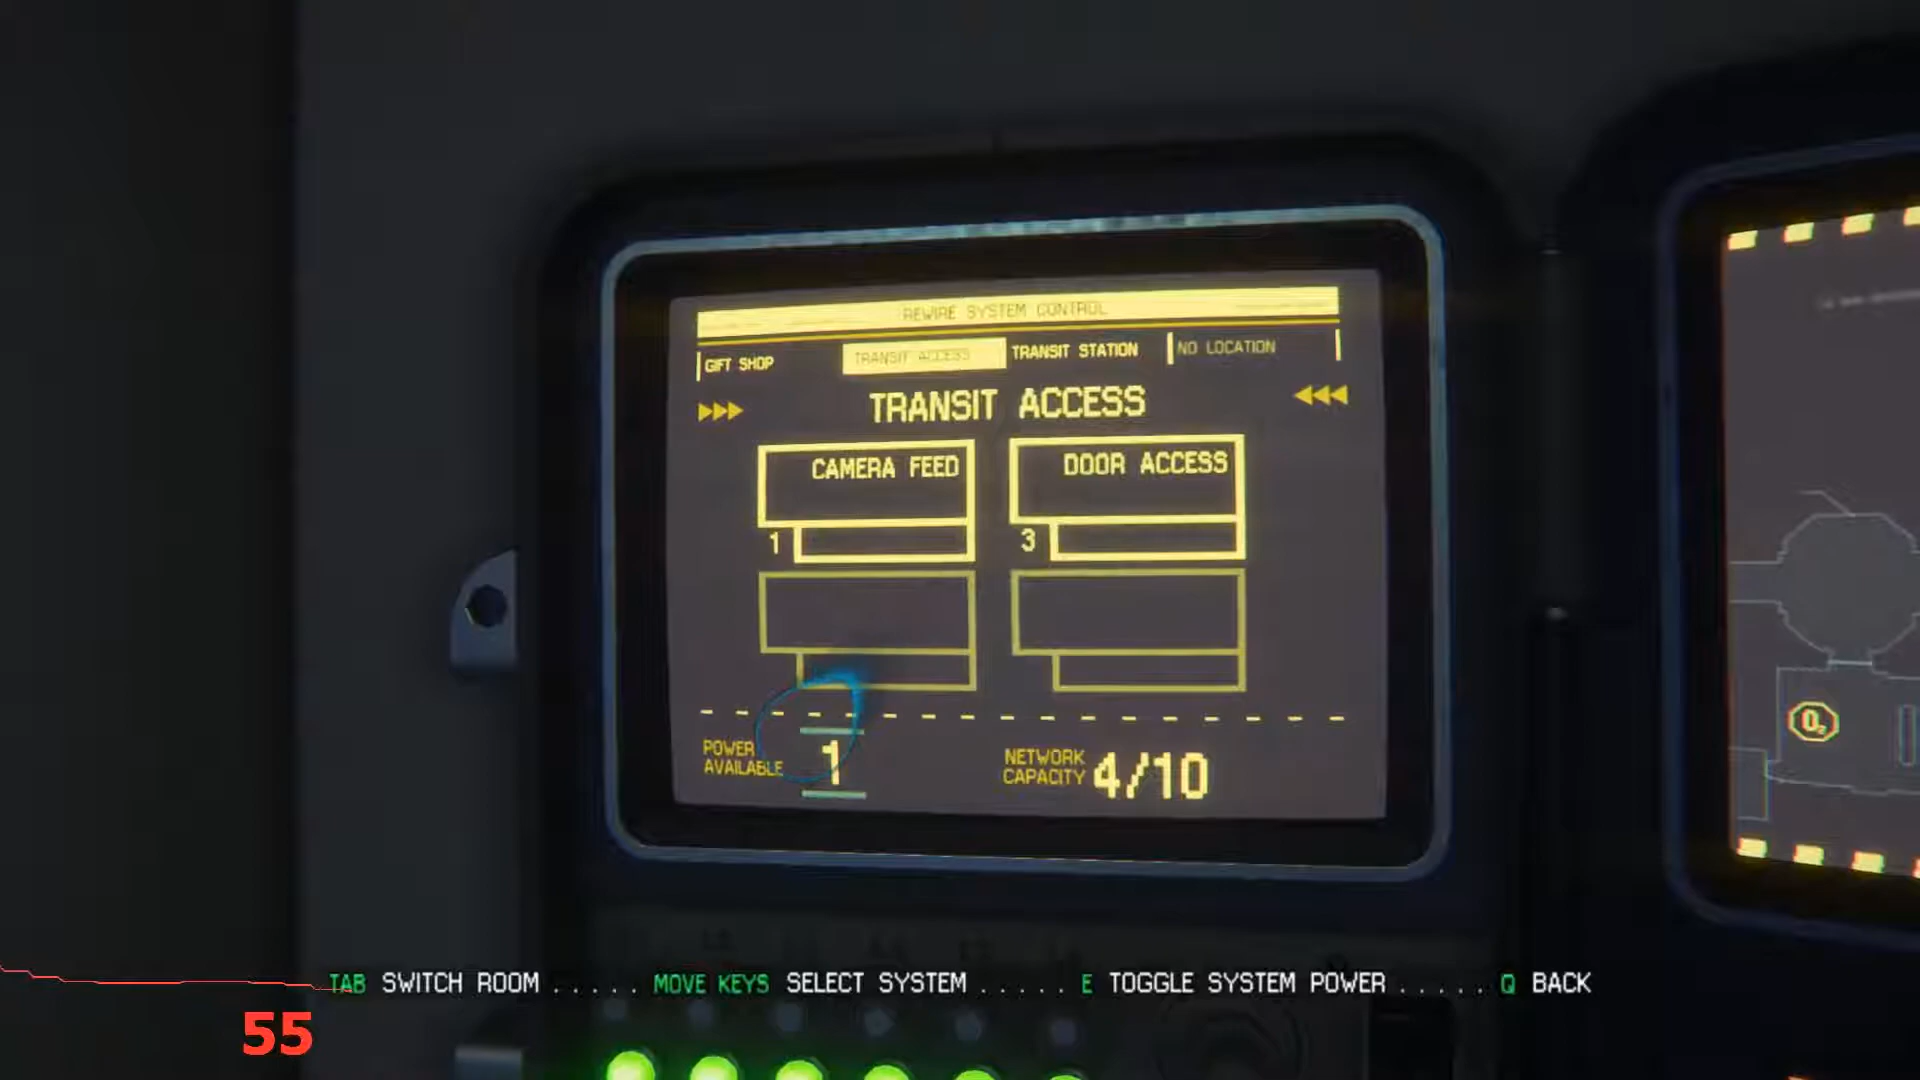 REWIRE SYSTEM CONTROL
GIFT SHOP TRANSIT ACCESS TRANSIT STATION NO LOCATION
TRANSIT ACCESS
CAMERA FEED DOOR ACCESS
1 3
POWER AVAILABLE 1 NETWORK CAPACITY 4/10
O2
TAB SWITCH ROOM ..... MOVE KEYS SELECT SYSTEM ..... E TOGGLE SYSTEM POWER ..... Q BACK
55